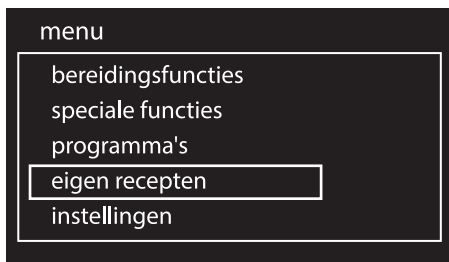 menu
bereidingsfuncties
speciale functies
programma's
eigen recepten
instellingen